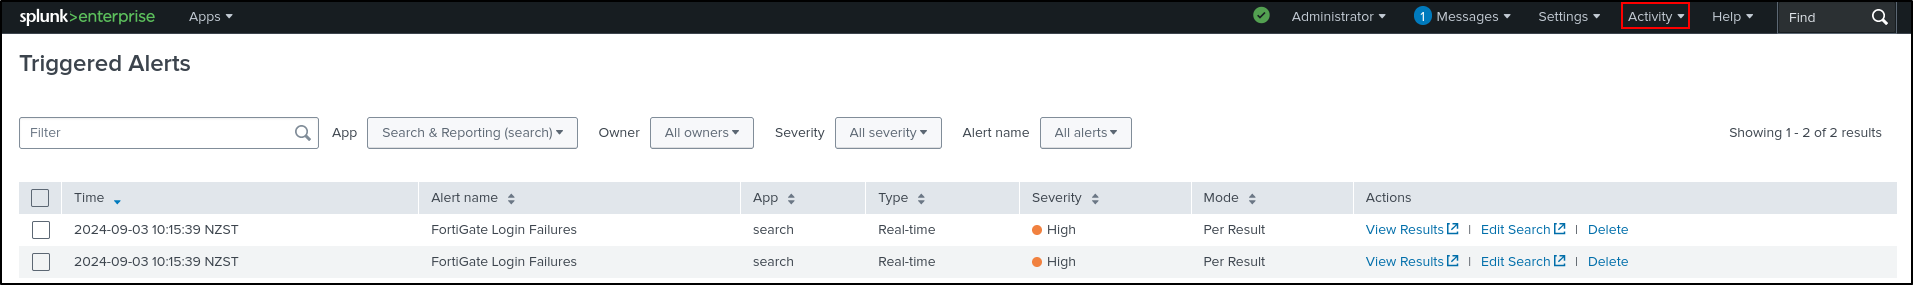 splunk>enterprise Apps Administrator 1 Messages Settings Activity Help Find
Triggered Alerts
Filter App Search & Reporting (search) Owner All owners Severity All severity Alert name All alerts Showing 1 - 2 of 2 results
Time Alert name App Type Severity Mode Actions
2024-09-03 10:15:39 NZST FortiGate Login Failures search Real-time High Per Result View Results | Edit Search | Delete
2024-09-03 10:15:39 NZST FortiGate Login Failures search Real-time High Per Result View Results | Edit Search | Delete